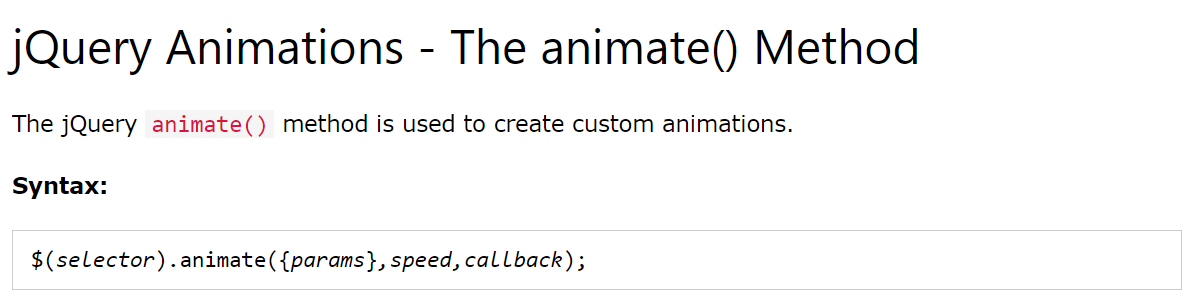 jQuery Animations - The animate() Method
The jQuery animate() method is used to create custom animations.
Syntax:
$(selector).animate({params},speed,callback);